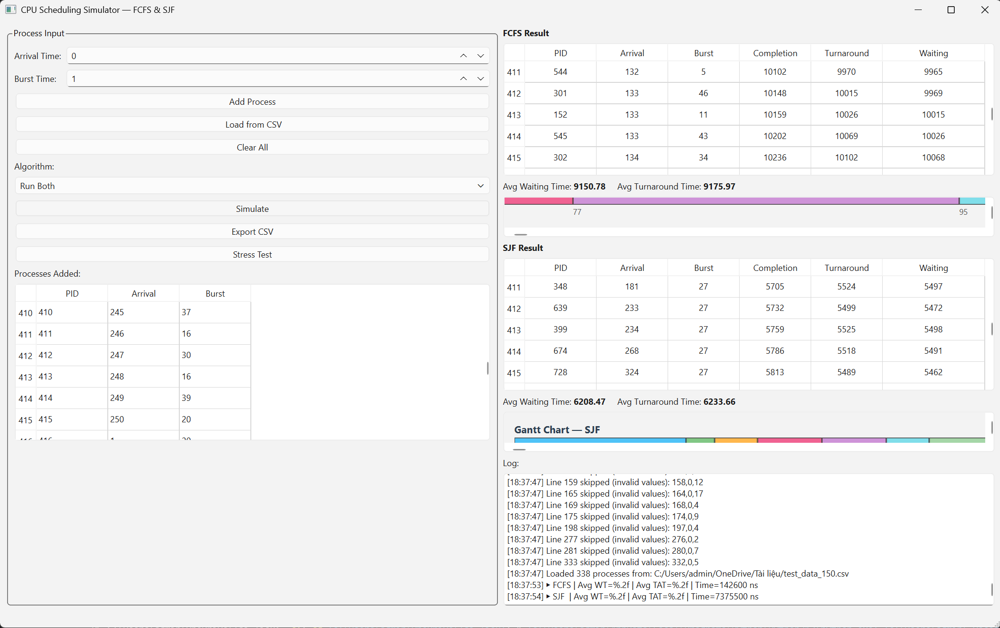 CPU Scheduling Simulator — FCFS & SJF
Process Input
Arrival Time: 0
Burst Time: 1
Add Process
Load from CSV
Clear All
Algorithm:
Run Both
Simulate
Export CSV
Stress Test
Processes Added:
PID Arrival Burst
410 410 245 37
411 411 246 16
412 412 247 30
413 413 248 16
414 414 249 39
415 415 250 20
FCFS Result
PID Arrival Burst Completion Turnaround Waiting
411 544 132 5 10102 9970 9965
412 301 133 46 10148 10015 9969
413 152 133 11 10159 10026 10015
414 545 133 43 10202 10069 10026
415 302 134 34 10236 10102 10068
Avg Waiting Time: 9150.78 Avg Turnaround Time: 9175.97
77 95
SJF Result
PID Arrival Burst Completion Turnaround Waiting
411 348 181 27 5705 5524 5497
412 639 233 27 5732 5499 5472
413 399 234 27 5759 5525 5498
414 674 268 27 5786 5518 5491
415 728 324 27 5813 5489 5462
Avg Waiting Time: 6208.47 Avg Turnaround Time: 6233.66
Gantt Chart — SJF
Log:
[18:37:47] Line 159 skipped (invalid values): 158,0,12
[18:37:47] Line 165 skipped (invalid values): 164,0,17
[18:37:47] Line 169 skipped (invalid values): 168,0,4
[18:37:47] Line 175 skipped (invalid values): 174,0,9
[18:37:47] Line 198 skipped (invalid values): 197,0,4
[18:37:47] Line 277 skipped (invalid values): 276,0,2
[18:37:47] Line 281 skipped (invalid values): 280,0,7
[18:37:47] Line 333 skipped (invalid values): 332,0,5
[18:37:47] Loaded 338 processes from: C:/Users/admin/OneDrive/Tài liệu/test_data_150.csv
[18:37:53] ▶ FCFS | Avg WT=%.2f | Avg TAT=%.2f | Time=142600 ns
[18:37:54] ▶ SJF | Avg WT=%.2f | Avg TAT=%.2f | Time=7375500 ns